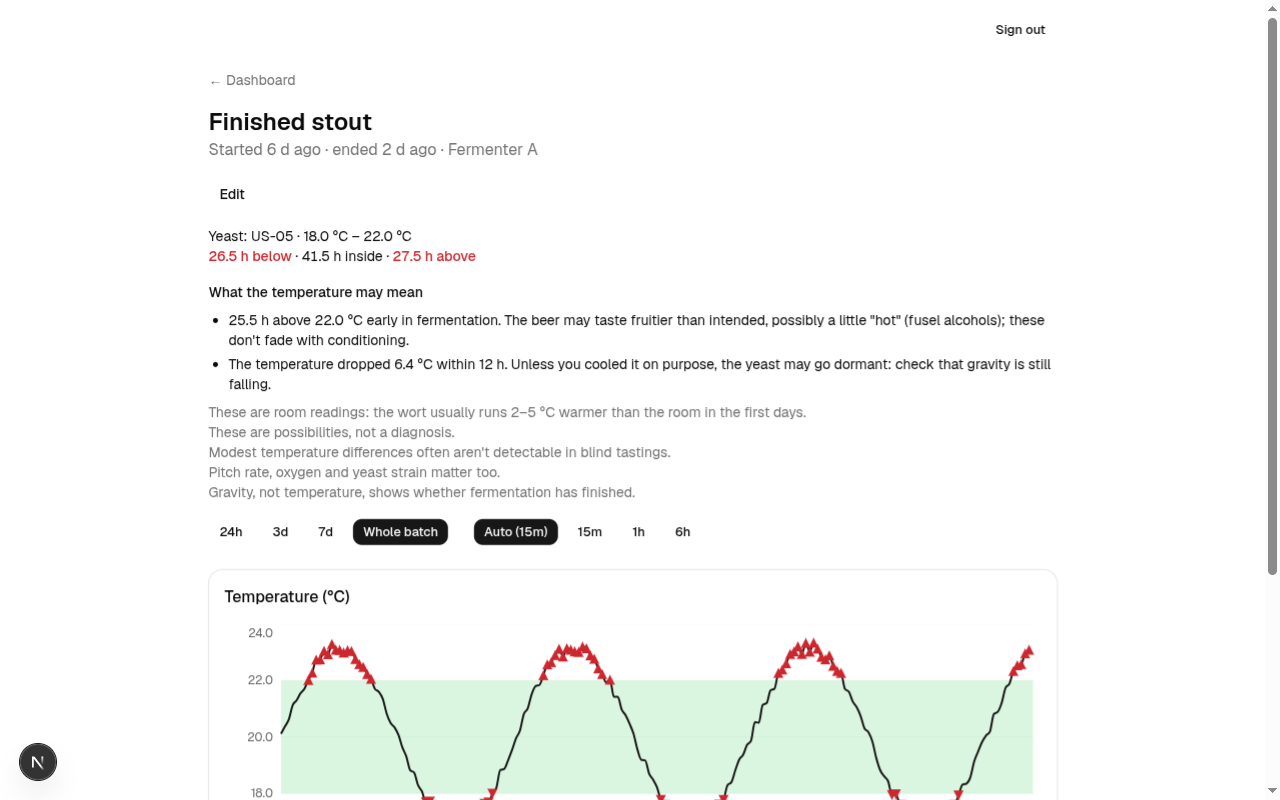 Sign out
← Dashboard
Finished stout
Started 6 d ago · ended 2 d ago · Fermenter A
Edit
Yeast: US-05 · 18.0 °C – 22.0 °C
26.5 h below · 41.5 h inside · 27.5 h above
What the temperature may mean
• 25.5 h above 22.0 °C early in fermentation. The beer may taste fruitier than intended, possibly a little "hot" (fusel alcohols); these
don't fade with conditioning.
• The temperature dropped 6.4 °C within 12 h. Unless you cooled it on purpose, the yeast may go dormant: check that gravity is still
falling.
These are room readings: the wort usually runs 2–5 °C warmer than the room in the first days.
These are possibilities, not a diagnosis.
Modest temperature differences often aren't detectable in blind tastings.
Pitch rate, oxygen and yeast strain matter too.
Gravity, not temperature, shows whether fermentation has finished.
24h 3d 7d Whole batch Auto (15m) 15m 1h 6h
Temperature (°C)
24.0
22.0
20.0
18.0
N